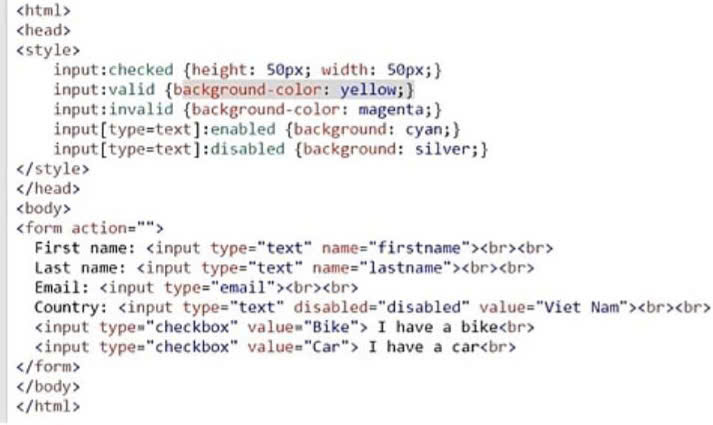 <html>
<head>
<style>
    input:checked {height: 50px; width: 50px;}
    input:valid {background-color: yellow;}
    input:invalid {background-color: magenta;}
    input[type=text]:enabled {background: cyan;}
    input[type=text]:disabled {background: silver;}
</style>
</head>
<body>
<form action="">
  First name: <input type="text" name="firstname"><br><br>
  Last name: <input type="text" name="lastname"><br><br>
  Email: <input type="email"><br><br>
  Country: <input type="text" disabled="disabled" value="Viet Nam"><br><br>
  <input type="checkbox" value="Bike"> I have a bike<br>
  <input type="checkbox" value="Car"> I have a car<br>
</form>
</body>
</html>